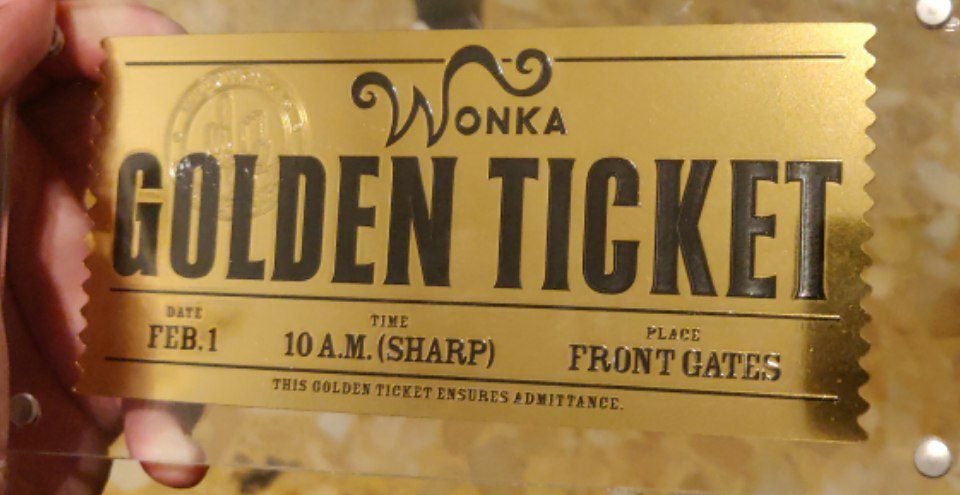 WONKA
GOLDEN TICKET
DATE TIME PLACE
FEB.1 10 A.M.(SHARP) FRONT GATES
THIS GOLDEN TICKET ENSURES ADMITTANCE.